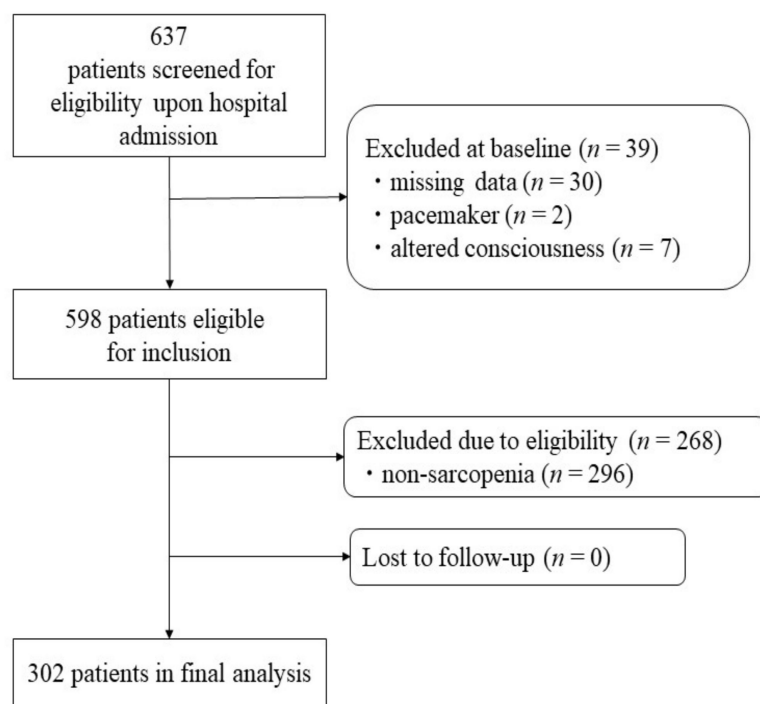 637
patients screened for
eligibility upon hospital
admission
Excluded at baseline (n = 39)
・missing data (n = 30)
・pacemaker (n = 2)
・altered consciousness (n = 7)
598 patients eligible
for inclusion
Excluded due to eligibility (n = 268)
・non-sarcopenia (n = 296)
Lost to follow-up (n = 0)
302 patients in final analysis